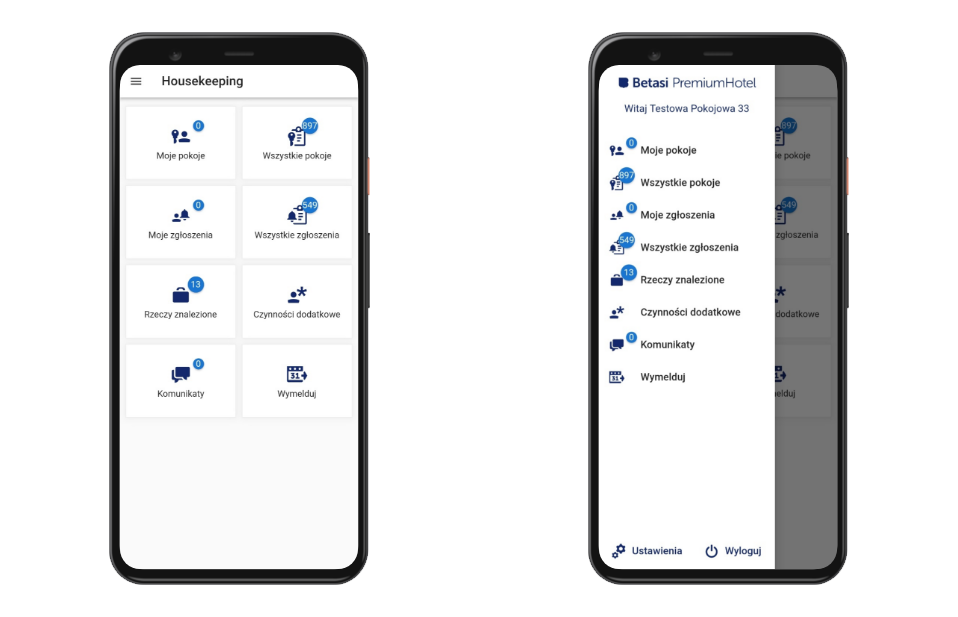 Housekeeping
0
897
Moje pokoje
Wszystkie pokoje
0
549
Moje zgłoszenia
Wszystkie zgłoszenia
13
Rzeczy znalezione
Czynności dodatkowe
0
31
Komunikaty
Wymelduj
Betasi PremiumHotel
Witaj Testowa Pokojowa 33
0 Moje pokoje
897 Wszystkie pokoje
0 Moje zgłoszenia
549 Wszystkie zgłoszenia
13 Rzeczy znalezione
Czynności dodatkowe
0 Komunikaty
31 Wymelduj
Ustawienia Wyloguj
897
ie pokoje
549
zgłoszenia
dodatkowe
elduj